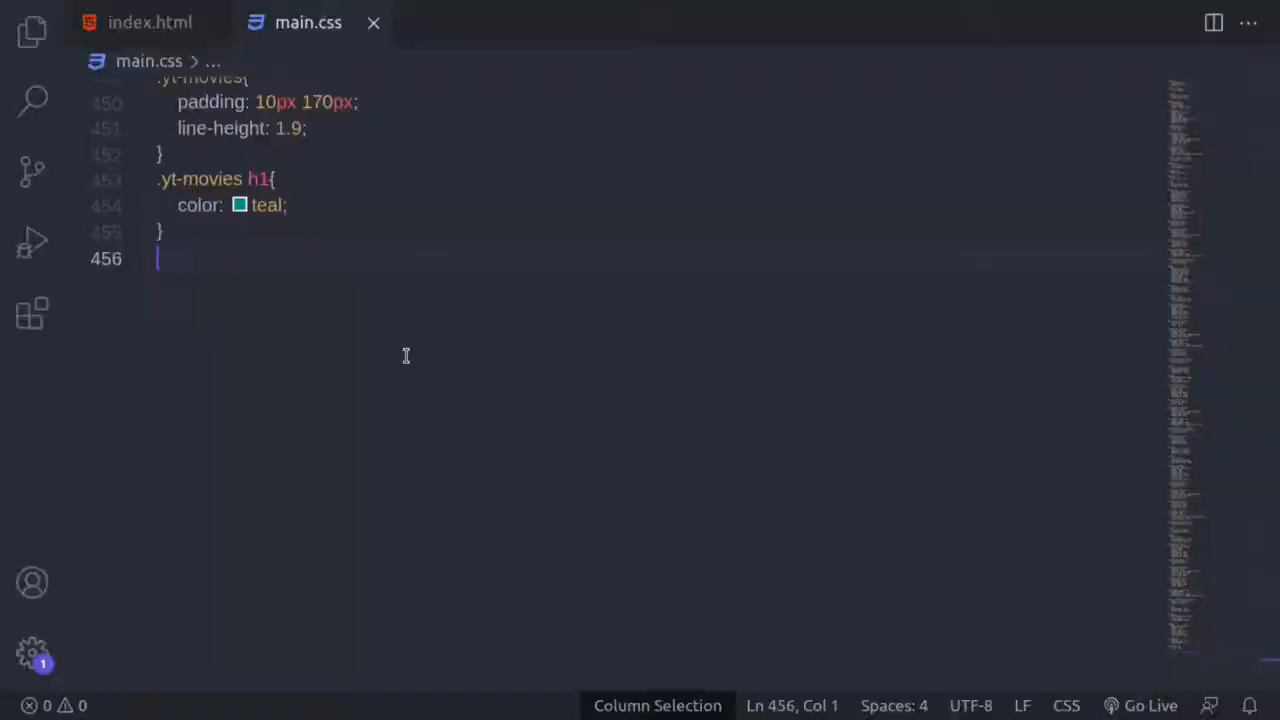 index.html main.css
main.css > ...
.yt-movies{
450 padding: 10px 170px;
451 line-height: 1.9;
452 }
453 .yt-movies h1{
454 color: teal;
455 }
456
1
0 0 Column Selection Ln 456, Col 1 Spaces: 4 UTF-8 LF CSS Go Live